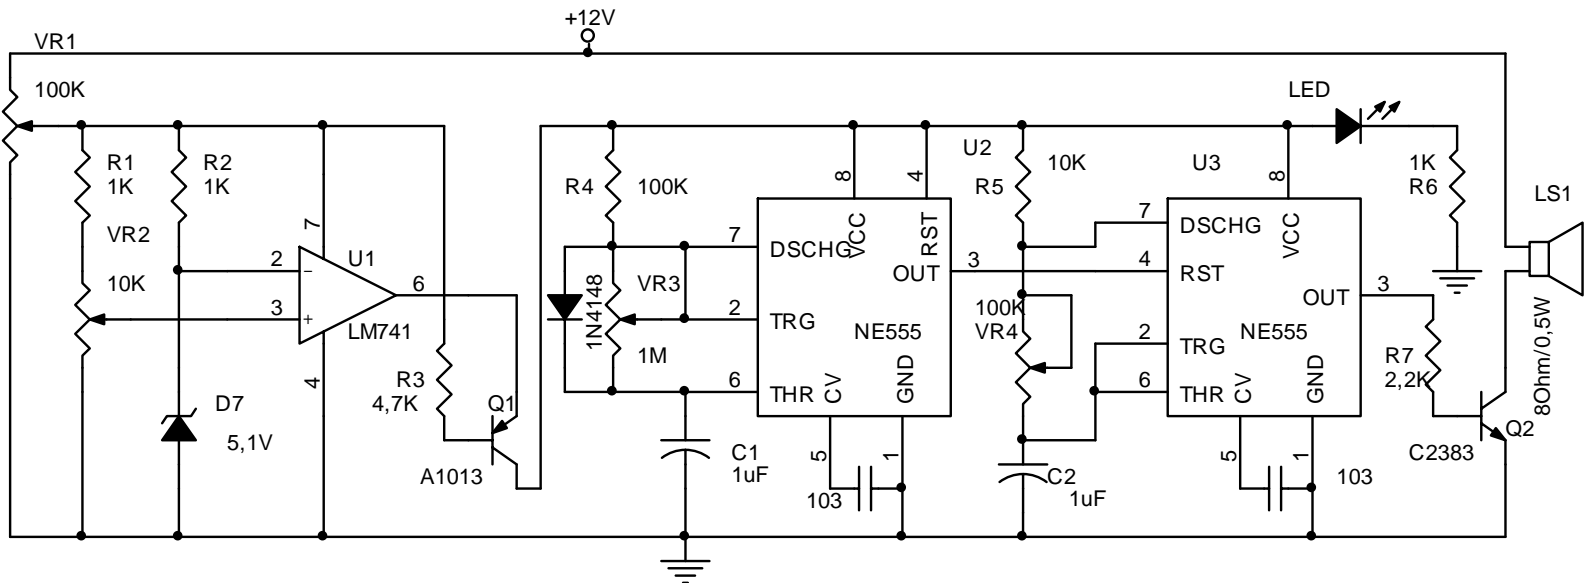 +12V
VR1
100K
LED
R1
1K
R2
1K
VR2
10K
7
2
3
4
6
U1
LM741
R3
4,7K
D7
5,1V
Q1
A1013
R4
100K
1N4148
VR3
1M
8
4
7
2
6
3
5
1
DSCHG
VCC
RST
OUT
TRG
NE555
THR
CV
GND
C1
1uF
103
U2
10K
R5
100K
VR4
C2
1uF
U3
8
7
4
2
6
3
5
1
DSCHG
VCC
RST
OUT
TRG
NE555
THR
CV
GND
103
1K
R6
LS1
8Ohm/0,5W
R7
2,2K
Q2
C2383